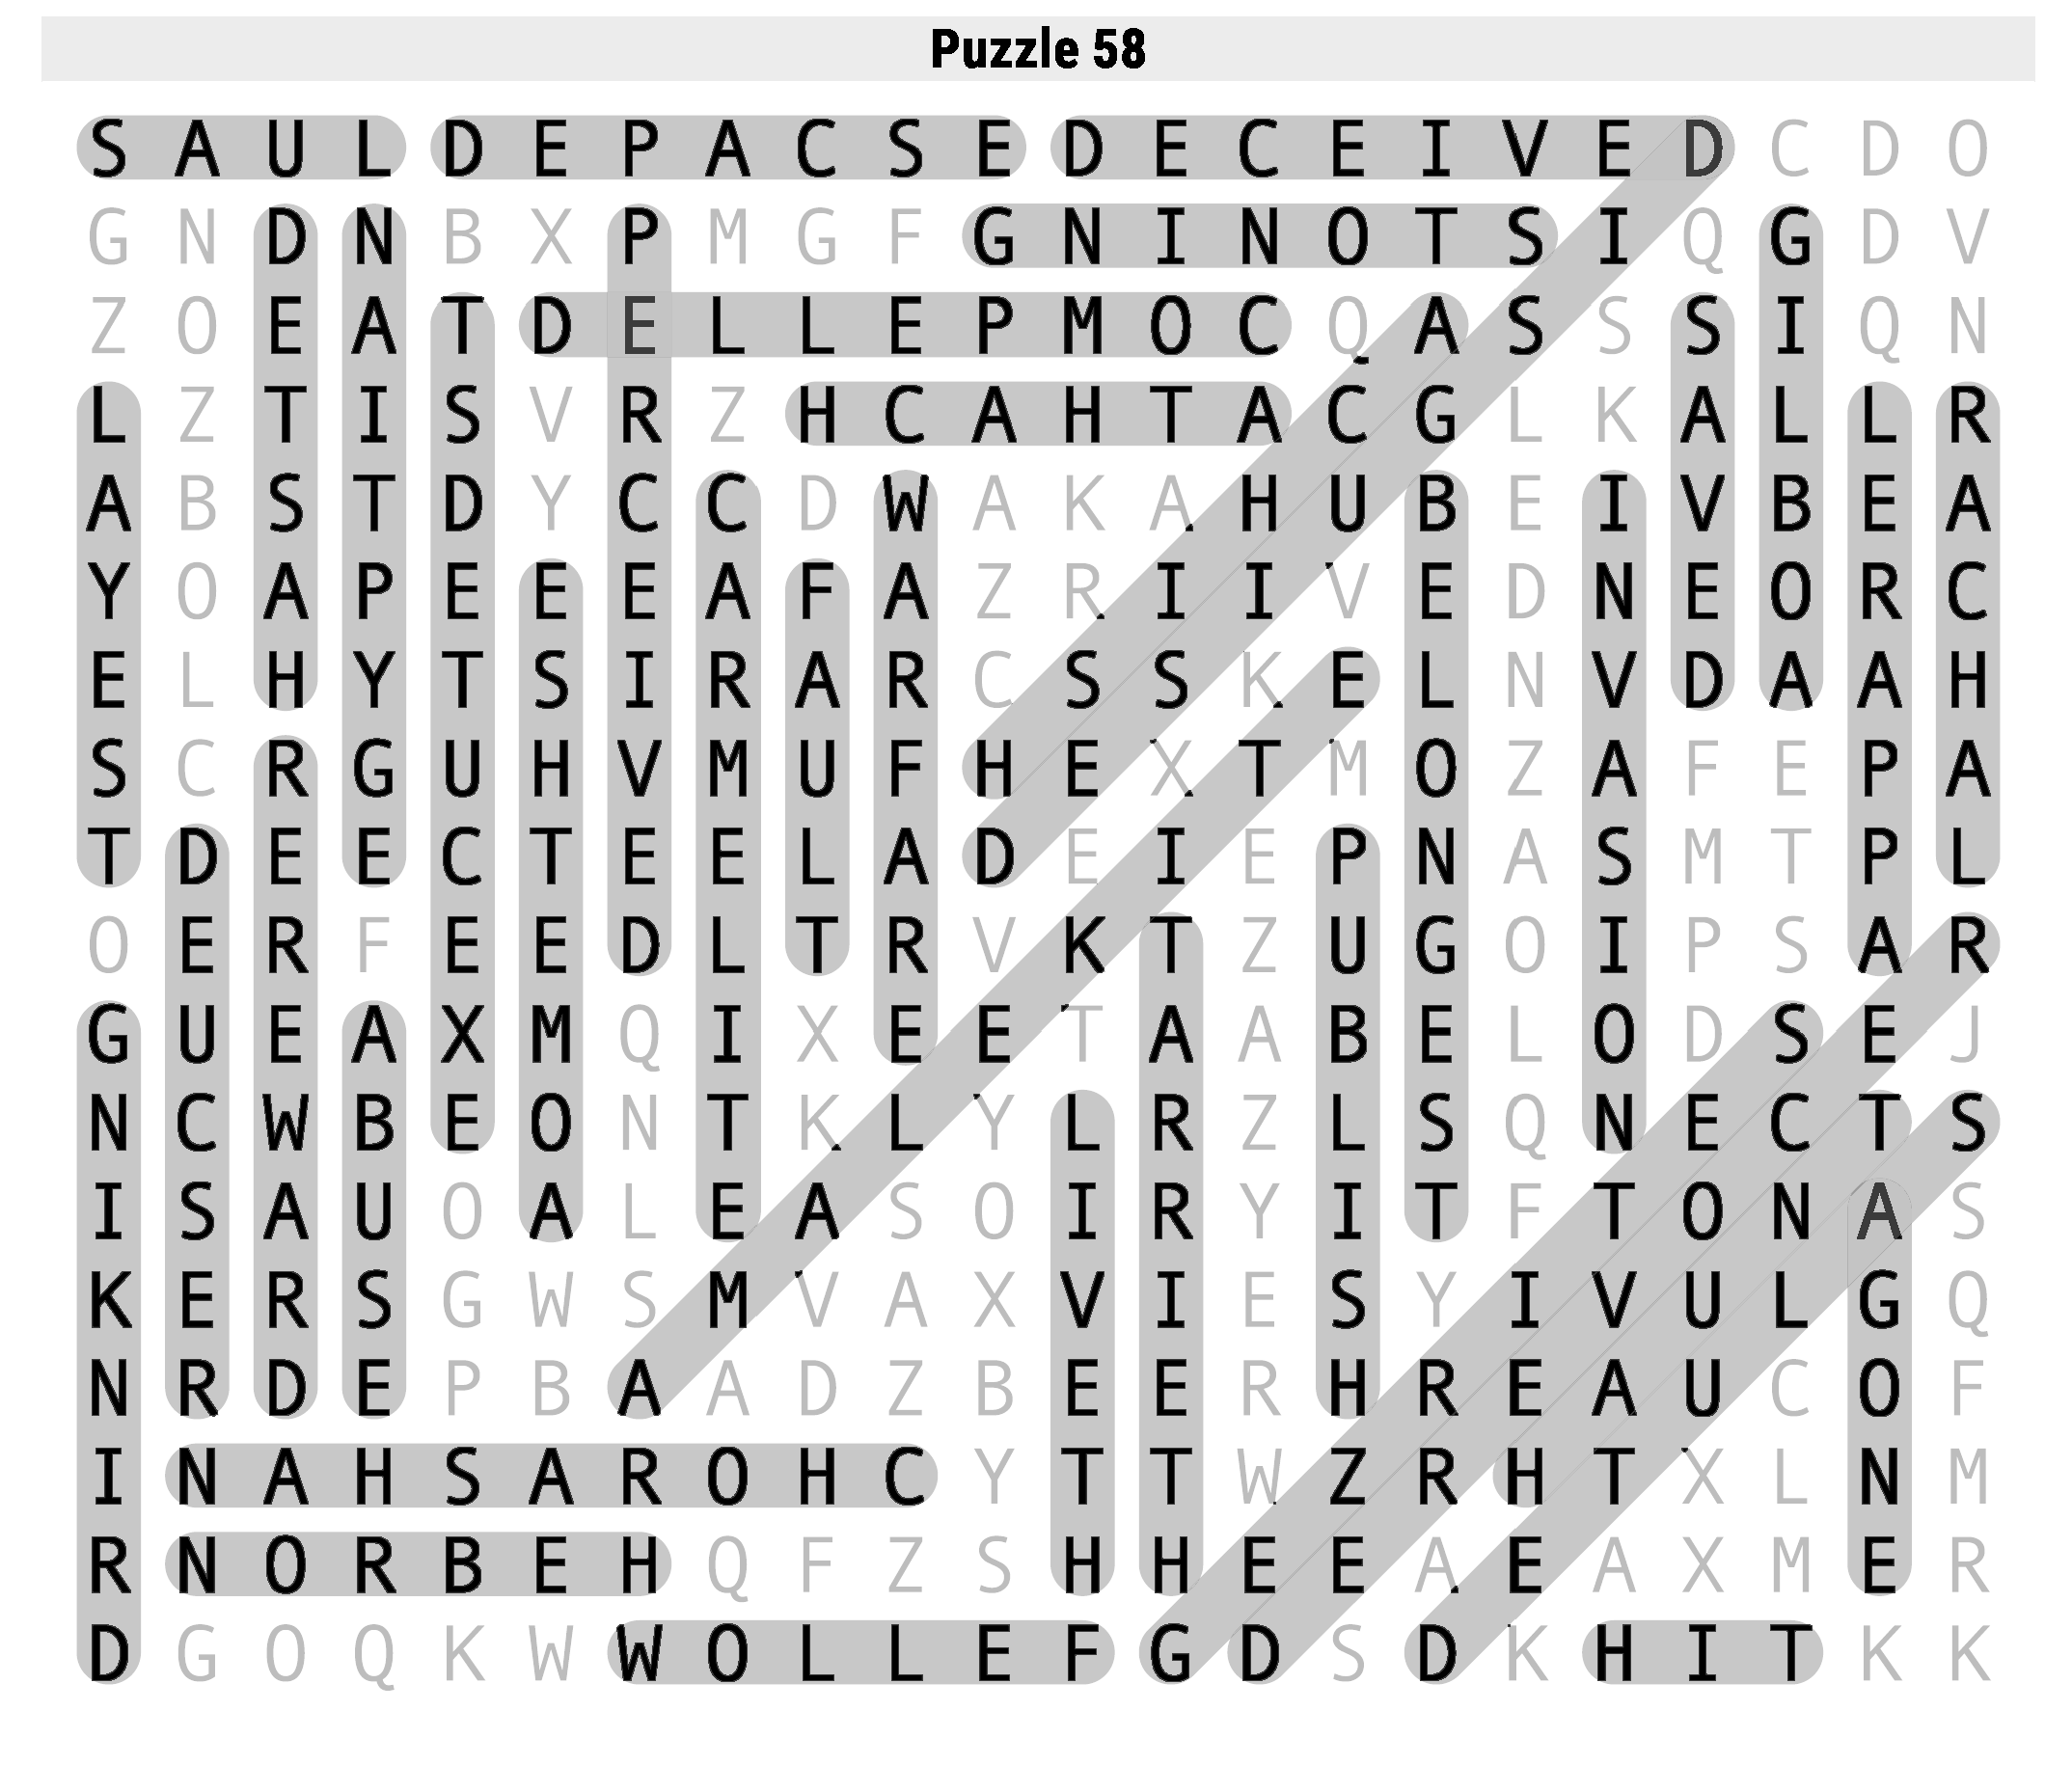 Puzzle 58
S A U L D E P A C S E D E C E I V E D C D O
G N D N B X P M G F G N I N O T S I Q G D V
Z O E A T D E L L E P M O C Q A S S S I Q N
L Z T I S V R Z H C A H T A C G L K A L L R
A B S T D Y C C D W A K A H U B E I V B E A
Y O A P E E E A F A Z R I I V E D N E O R C
E L H Y T S I R A R C S S K E L N V D A A H
S C R G U H V M U F H E X T M O Z A F E P A
T D E E C T E E L A D E I E P N A S M T P L
O E R F E E D L T R V K T Z U G O I P S A R
G U E A X M Q I X E E T A A B E L O D S E J
N C W B E O N T K L Y L R Z L S Q N E C T S
I S A U O A L E A S O I R Y I T F T O N A S
K E R S G W S M V A X V I E S Y I V U L G Q
N R D E P B A A D Z B E E R H R E A U C O F
I N A H S A R O H C Y T T W Z R H T X L N M
R N O R B E H Q F Z S H H E E A E A X M E R
D G O Q K W W O L L E F G D S D K H I T K K